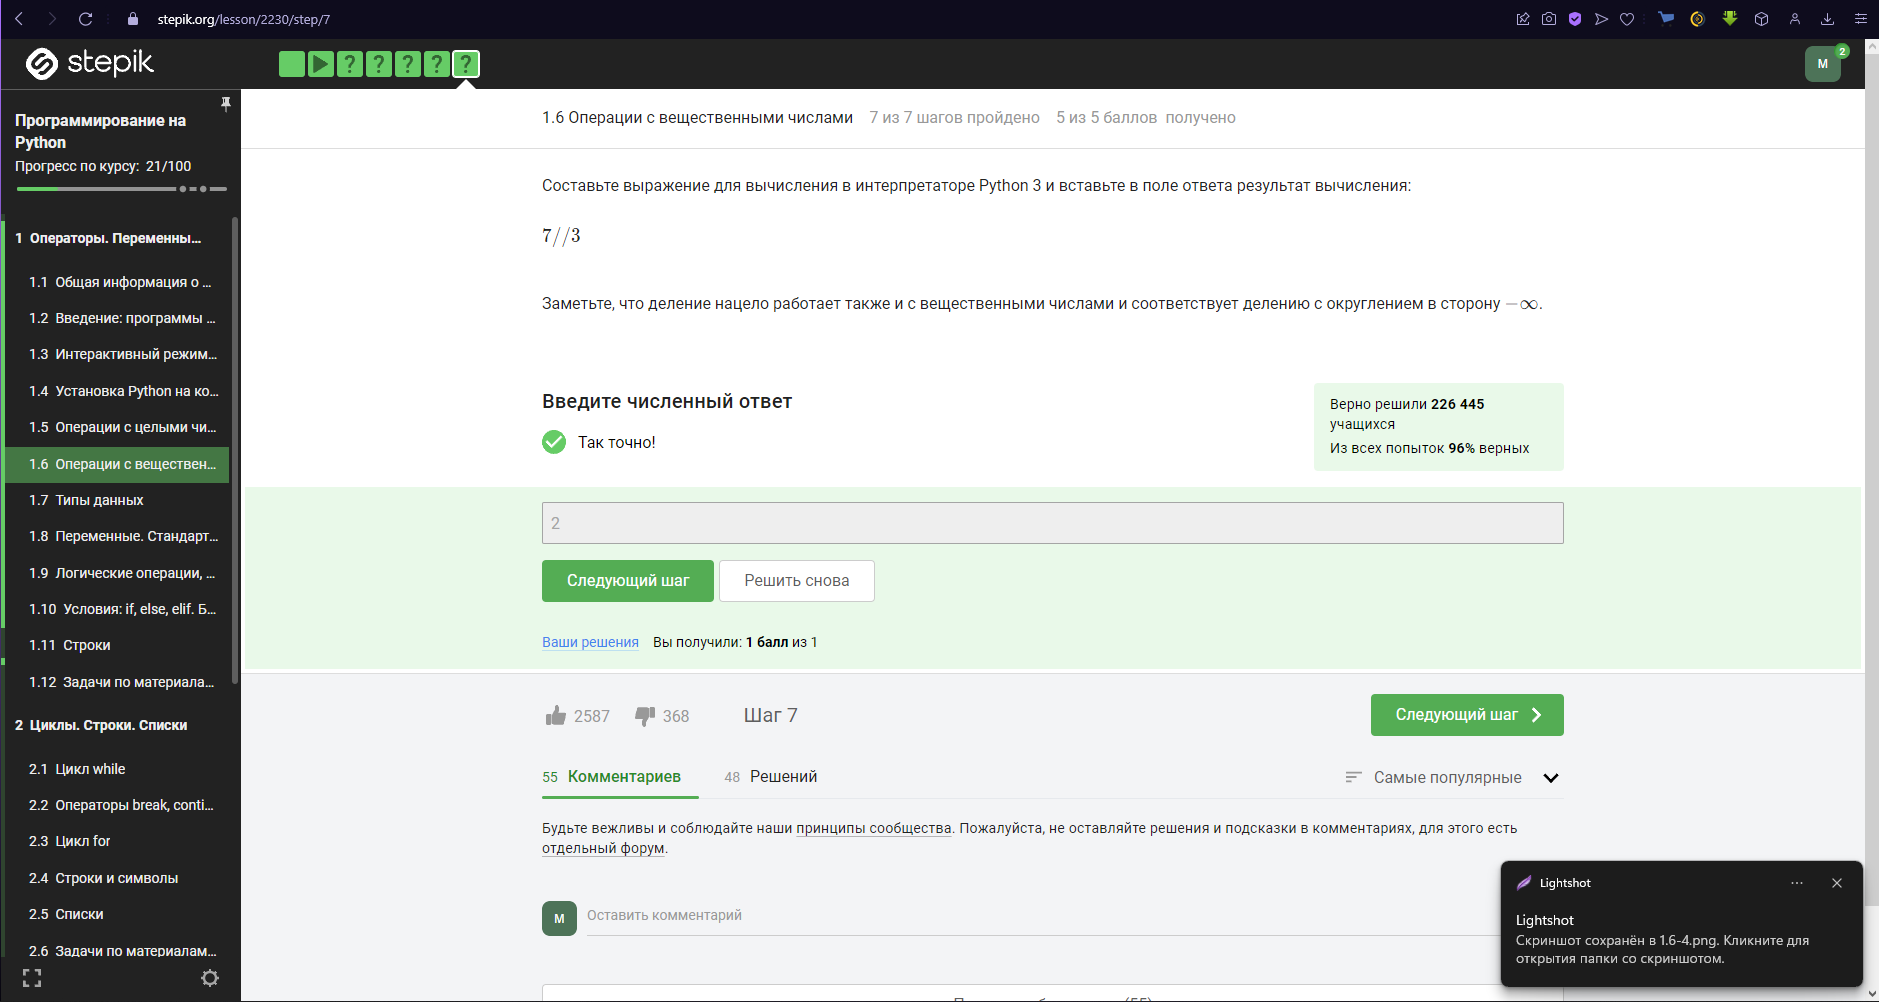 stepik.org/lesson/2230/step/7
stepik
M
2
Программирование на
Python
Прогресс по курсу: 21/100
1 Операторы. Переменны...
1.1 Общая информация о ...
1.2 Введение: программы ...
1.3 Интерактивный режим...
1.4 Установка Python на ко...
1.5 Операции с целыми чи...
1.6 Операции с веществен...
1.7 Типы данных
1.8 Переменные. Стандарт...
1.9 Логические операции, ...
1.10 Условия: if, else, elif. Б...
1.11 Строки
1.12 Задачи по материала...
2 Циклы. Строки. Списки
2.1 Цикл while
2.2 Операторы break, conti...
2.3 Цикл for
2.4 Строки и символы
2.5 Списки
2.6 Задачи по материалам...
1.6 Операции с вещественными числами 7 из 7 шагов пройдено 5 из 5 баллов получено
Составьте выражение для вычисления в интерпретаторе Python 3 и вставьте в поле ответа результат вычисления:
7//3
Заметьте, что деление нацело работает также и с вещественными числами и соответствует делению с округлением в сторону −∞.
Введите численный ответ
Так точно!
Верно решили 226 445
учащихся
Из всех попыток 96% верных
2
Следующий шаг
Решить снова
Ваши решения Вы получили: 1 балл из 1
2587 368 Шаг 7
Следующий шаг
55 Комментариев 48 Решений
Самые популярные
Будьте вежливы и соблюдайте наши принципы сообщества. Пожалуйста, не оставляйте решения и подсказки в комментариях, для этого есть
отдельный форум.
M Оставить комментарий
Lightshot
Lightshot
Скриншот сохранён в 1.6-4.png. Кликните для
открытия папки со скриншотом.